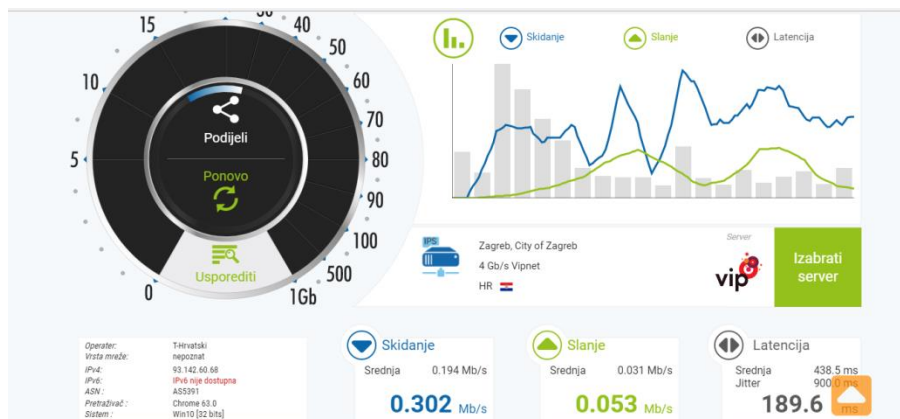 15
40
50
10
60
70
5
80
90
100
500
0
1Gb
Podijeli
Ponovo
Usporediti
Skidanje
Slanje
Latencija
IPS
Zagreb, City of Zagreb
4 Gb/s Vipnet
HR
Server
vip
Izabrati
server
Operater: T-Hrvatski
Vrsta mreže: nepoznat
IPv4: 93.142.60.68
IPv6: IPv6 nije dostupna
ASN : AS5391
Pretraživač : Chrome 63.0
Sistem : Win10 [32 bits]
Skidanje
Srednja 0.194 Mb/s
0.302 Mb/s
Slanje
Srednja 0.031 Mb/s
0.053 Mb/s
Latencija
Srednja 438.5 ms
Jitter 900.0 ms
189.6 ms